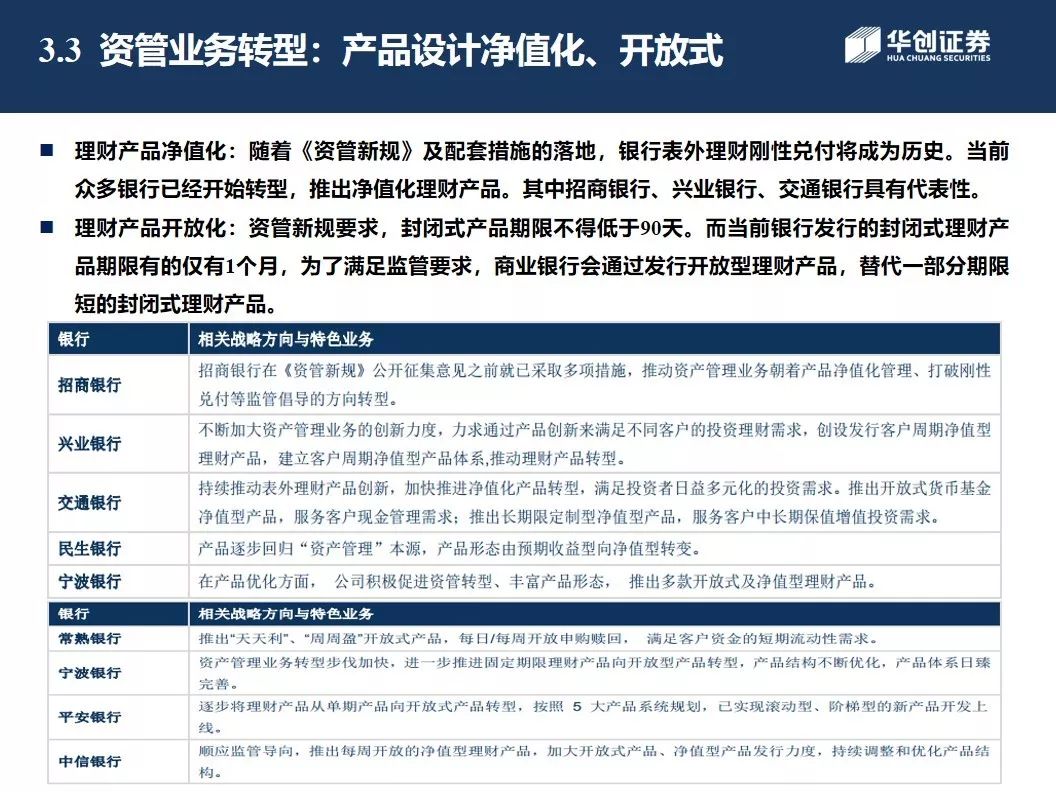 3.3 资管业务转型：产品设计净值化、开放式
华创证券
HUA CHUANG SECURITIES
理财产品净值化：随着《资管新规》及配套措施的落地，银行表外理财刚性兑付将成为历史。当前
众多银行已经开始转型，推出净值化理财产品。其中招商银行、兴业银行、交通银行具有代表性。
理财产品开放化：资管新规要求，封闭式产品期限不得低于90天。而当前银行发行的封闭式理财产
品期限有的仅有1个月，为了满足监管要求，商业银行会通过发行开放型理财产品，替代一部分期限
短的封闭式理财产品。
银行 相关战略方向与特色业务
招商银行 招商银行在《资管新规》公开征集意见之前就已采取多项措施，推动资产管理业务朝着产品净值化管理、打破刚性
兑付等监管倡导的方向转型。
兴业银行 不断加大资产管理业务的创新力度，力求通过产品创新来满足不同客户的投资理财需求，创设发行客户周期净值型
理财产品，建立客户周期净值型产品体系,推动理财产品转型。
交通银行 持续推动表外理财产品创新，加快推进净值化产品转型，满足投资者日益多元化的投资需求。推出开放式货币基金
净值型产品，服务客户现金管理需求；推出长期限定制型净值型产品，服务客户中长期保值增值投资需求。
民生银行 产品逐步回归“资产管理”本源，产品形态由预期收益型向净值型转变。
宁波银行 在产品优化方面， 公司积极促进资管转型、丰富产品形态， 推出多款开放式及净值型理财产品。
银行 相关战略方向与特色业务
常熟银行 推出“天天利”、“周周盈”开放式产品，每日/每周开放申购赎回， 满足客户资金的短期流动性需求。
宁波银行 资产管理业务转型步伐加快，进一步推进固定期限理财产品向开放型产品转型，产品结构不断优化，产品体系日臻
完善。
平安银行 逐步将理财产品从单期产品向开放式产品转型，按照 5 大产品系统规划，已实现滚动型、阶梯型的新产品开发上
线。
中信银行 顺应监管导向，推出每周开放的净值型理财产品，加大开放式产品、净值型产品发行力度，持续调整和优化产品结
构。